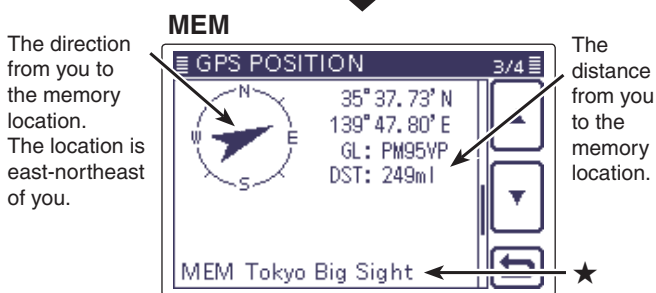 MEM
The direction
from you to
the memory
location.
The location is
east-northeast
of you.
GPS POSITION
3/4
N
W
E
S
35°37.73'N
139°47.80'E
GL: PM95VP
DST: 249ml
MEM Tokyo Big Sight
★
The
distance
from you
to the
memory
location.